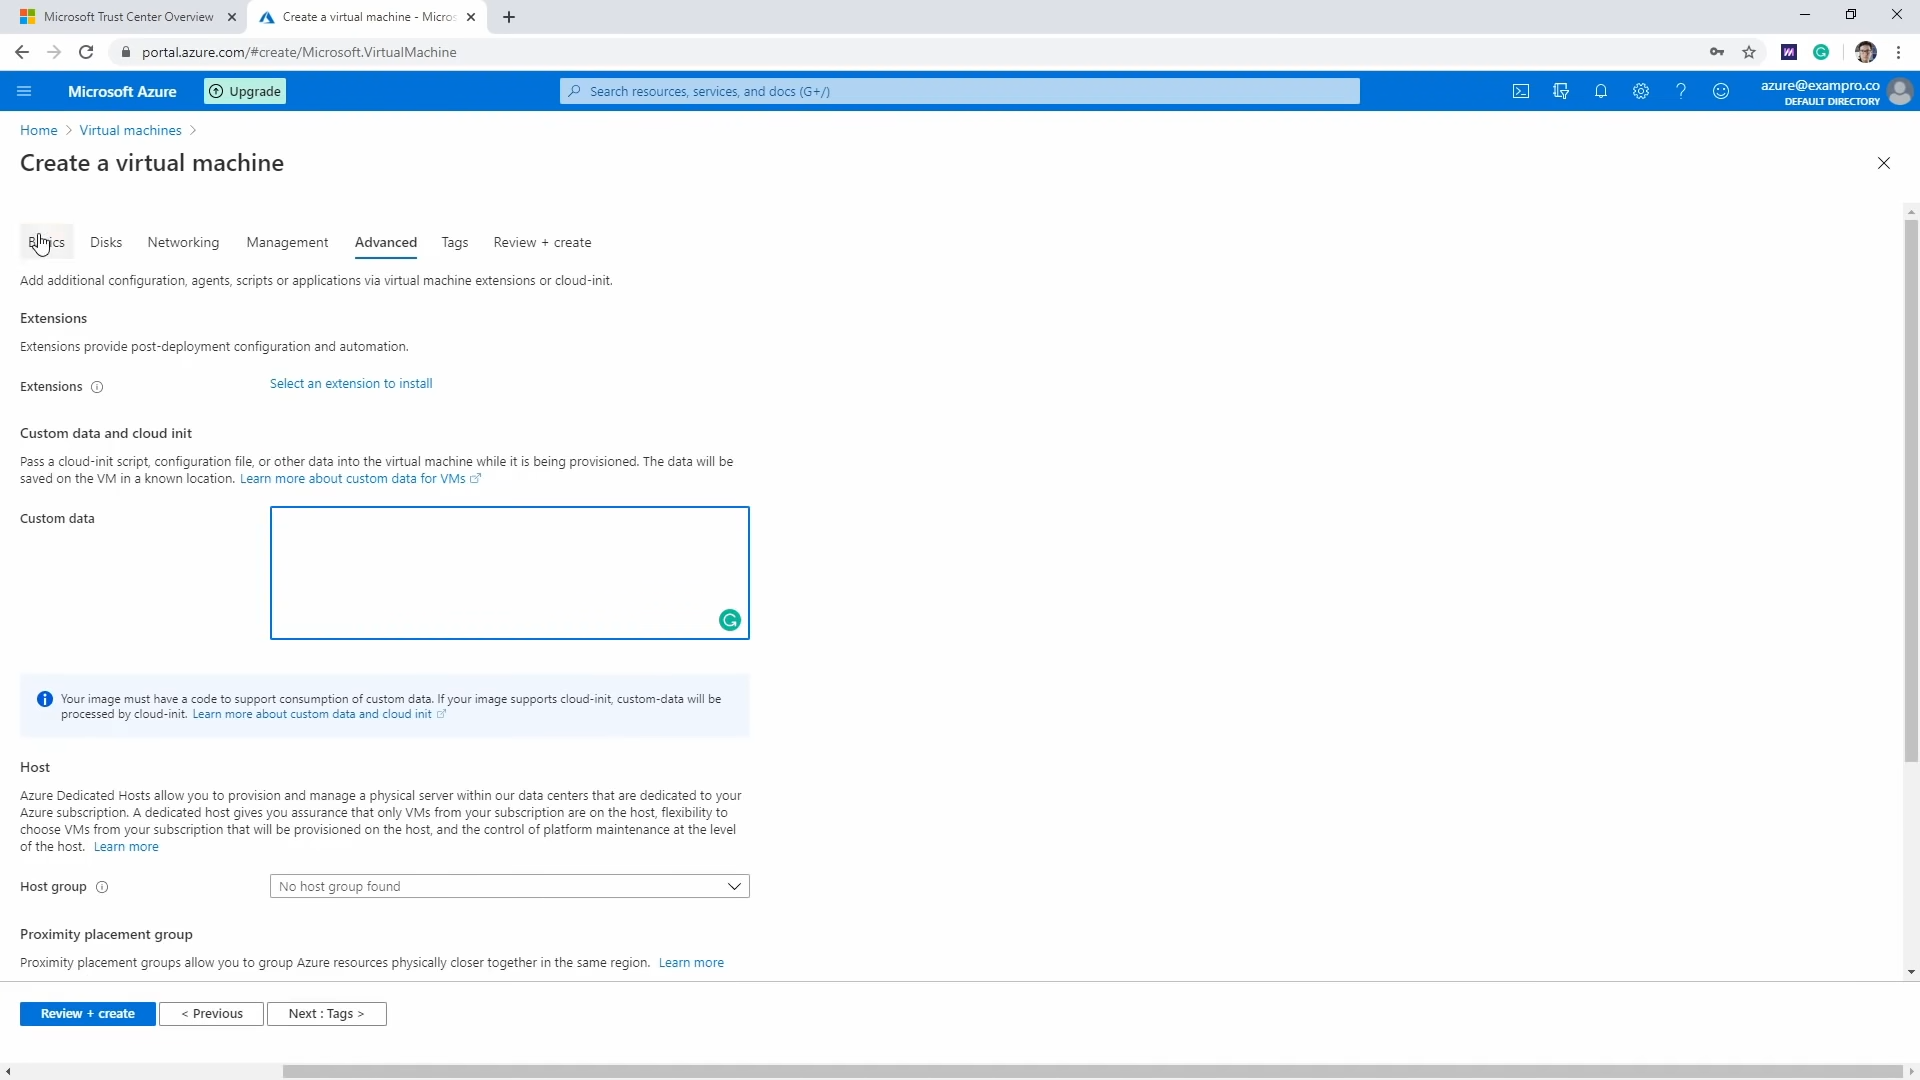 Microsoft Trust Center Overview
Create a virtual machine - Micros
portal.azure.com/#create/Microsoft.VirtualMachine
Microsoft Azure
Upgrade
Search resources, services, and docs (G+/)
azure@exampro.co
DEFAULT DIRECTORY
Home > Virtual machines >
Create a virtual machine
Disks
Networking
Management
Advanced
Tags
Review + create
Add additional configuration, agents, scripts or applications via virtual machine extensions or cloud-init.
Extensions
Extensions provide post-deployment configuration and automation.
Extensions
Select an extension to install
Custom data and cloud init
Pass a cloud-init script, configuration file, or other data into the virtual machine while it is being provisioned. The data will be
saved on the VM in a known location. Learn more about custom data for VMs
Custom data
Your image must have a code to support consumption of custom data. If your image supports cloud-init, custom-data will be
processed by cloud-init. Learn more about custom data and cloud init
Host
Azure Dedicated Hosts allow you to provision and manage a physical server within our data centers that are dedicated to your
Azure subscription. A dedicated host gives you assurance that only VMs from your subscription are on the host, flexibility to
choose VMs from your subscription that will be provisioned on the host, and the control of platform maintenance at the level
of the host. Learn more
Host group
No host group found
Proximity placement group
Proximity placement groups allow you to group Azure resources physically closer together in the same region. Learn more
Review + create
< Previous
Next : Tags >